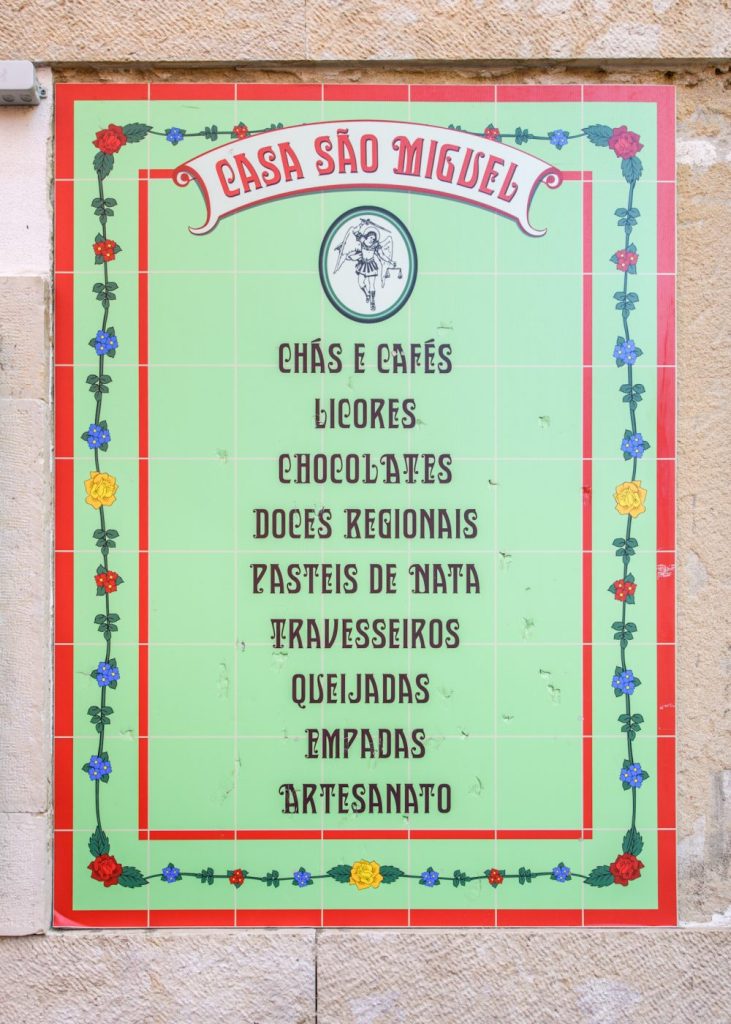 CASA SÃO MIGUEL
CHÁS E CAFÉS
LICORES
CHOCOLATES
DOCES REGIONAIS
PASTEIS DE NATA
TRAVESSEIROS
QUEIJADAS
EMPADAS
ARTESANATO